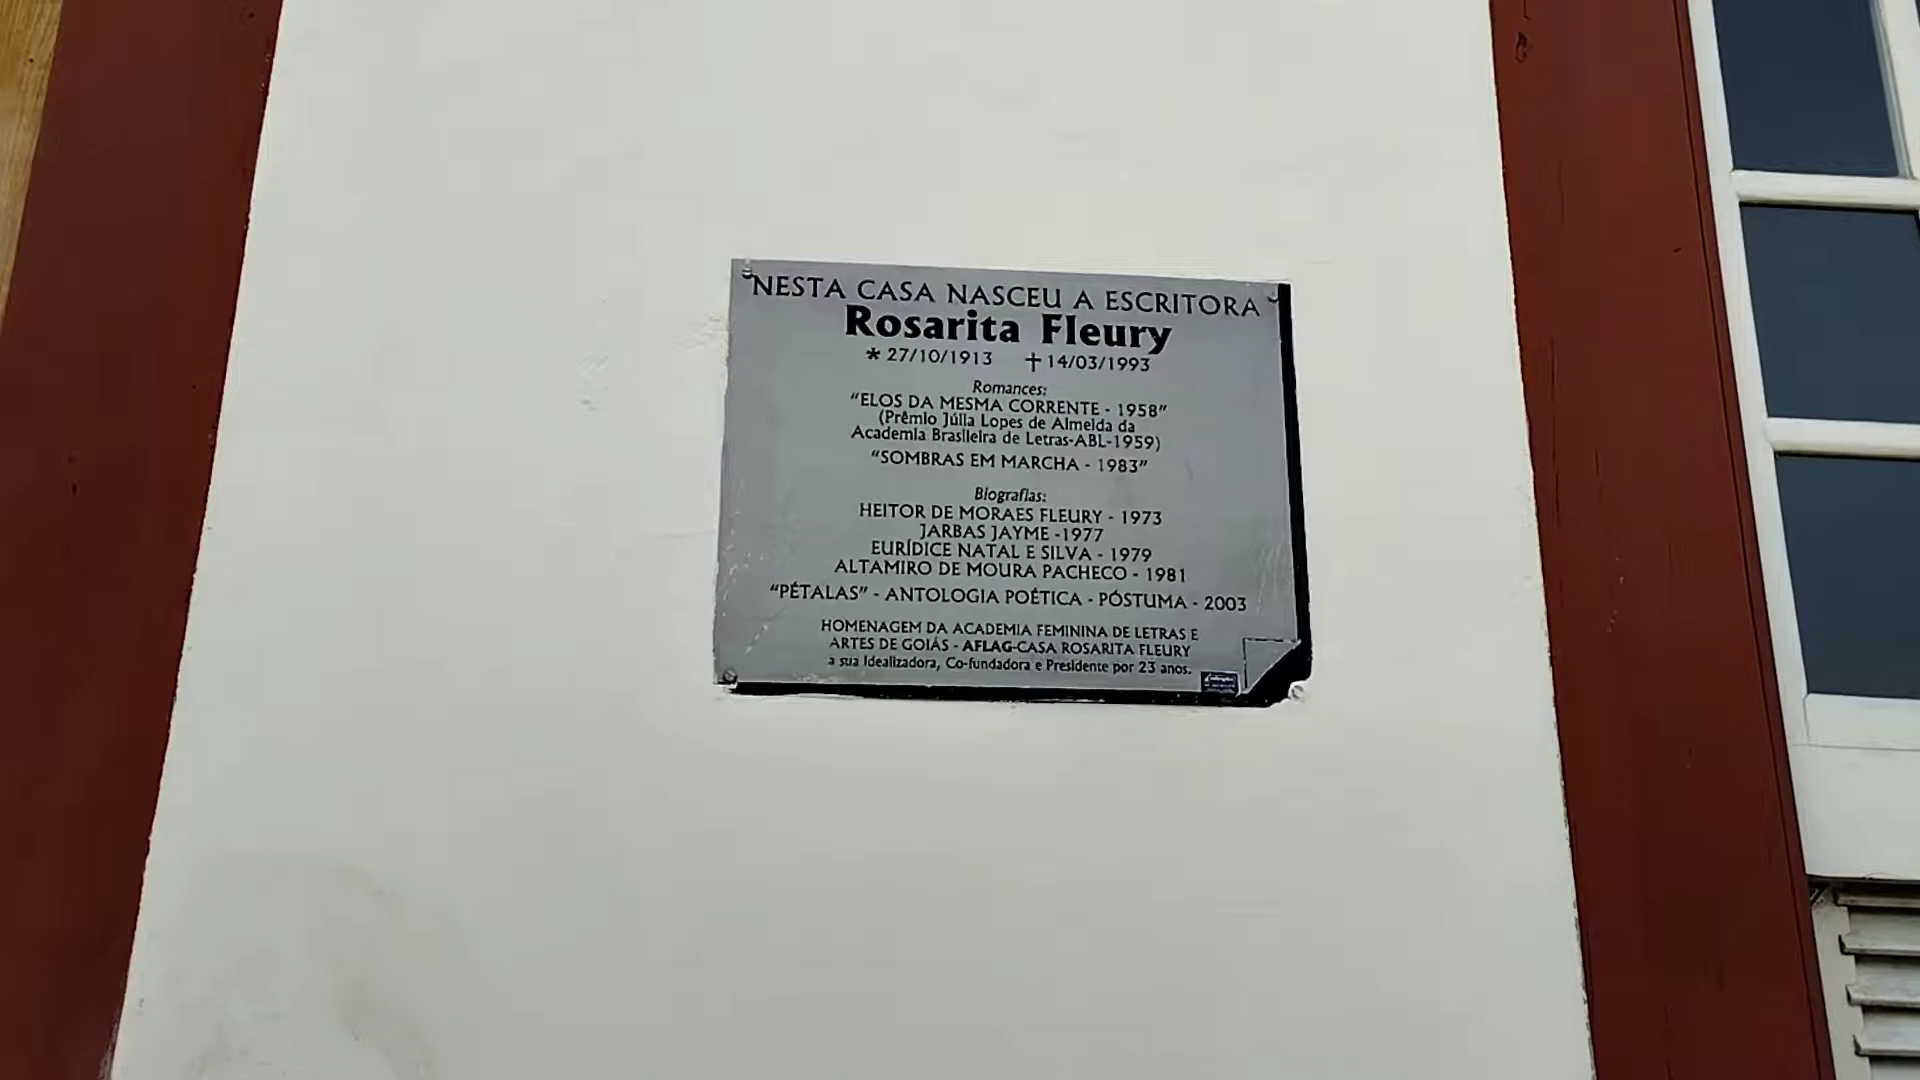 NESTA CASA NASCEU A ESCRITORA
Rosarita Fleury
* 27/10/1913 ✝ 14/03/1993
Romances:
“ELOS DA MESMA CORRENTE - 1958”
(Prêmio Júlia Lopes de Almeida da
Academia Brasileira de Letras-ABL-1959)
“SOMBRAS EM MARCHA - 1983”
Biografias:
HEITOR DE MORAES FLEURY - 1973
JARBAS JAYME -1977
EURÍDICE NATAL E SILVA - 1979
ALTAMIRO DE MOURA PACHECO - 1981
“PÉTALAS” - ANTOLOGIA POÉTICA - PÓSTUMA - 2003
HOMENAGEM DA ACADEMIA FEMININA DE LETRAS E
ARTES DE GOIÁS - AFLAG-CASA ROSARITA FLEURY
a sua Idealizadora, Co-fundadora e Presidente por 23 anos.